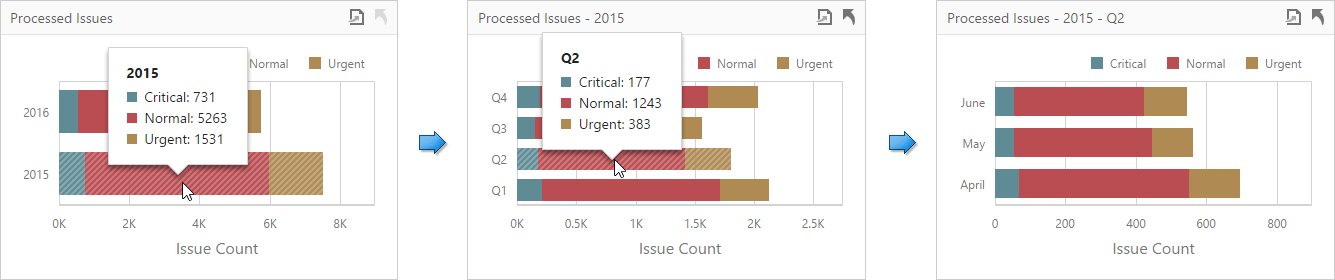 Processed Issues
Normal Urgent
2015
Critical: 731
Normal: 5263
Urgent: 1531
2016
2015
0K 2K 4K 6K 8K
Issue Count
Processed Issues - 2015
Normal Urgent
Q2
Critical: 177
Normal: 1243
Urgent: 383
Q4
Q3
Q2
Q1
0K 0.5K 1K 1.5K 2K 2.5K
Issue Count
Processed Issues - 2015 - Q2
Critical Normal Urgent
June
May
April
0 200 400 600 800
Issue Count